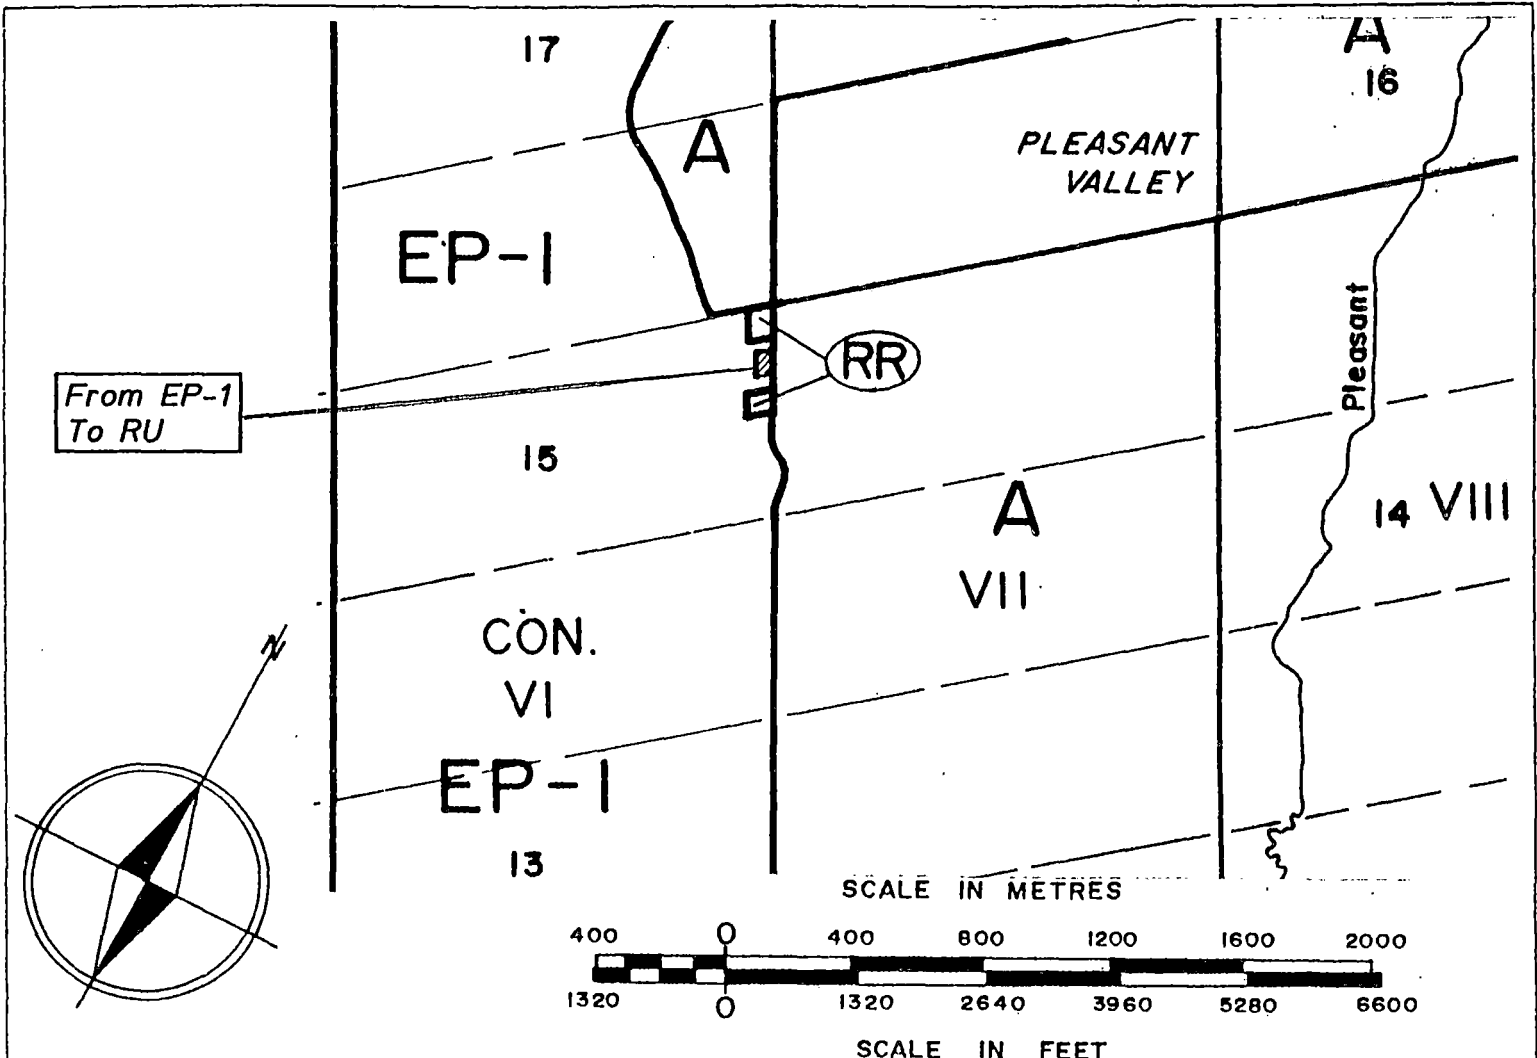 17
A
16
A
PLEASANT
VALLEY
EP-1
Pleasant
RR
From EP-1
To RU
15
A
14 VIII
VII
CON.
VI
N
EP-1
13
SCALE IN METRES
400 0 400 800 1200 1600 2000
1320 0 1320 2640 3960 5280 6600
SCALE IN FEET